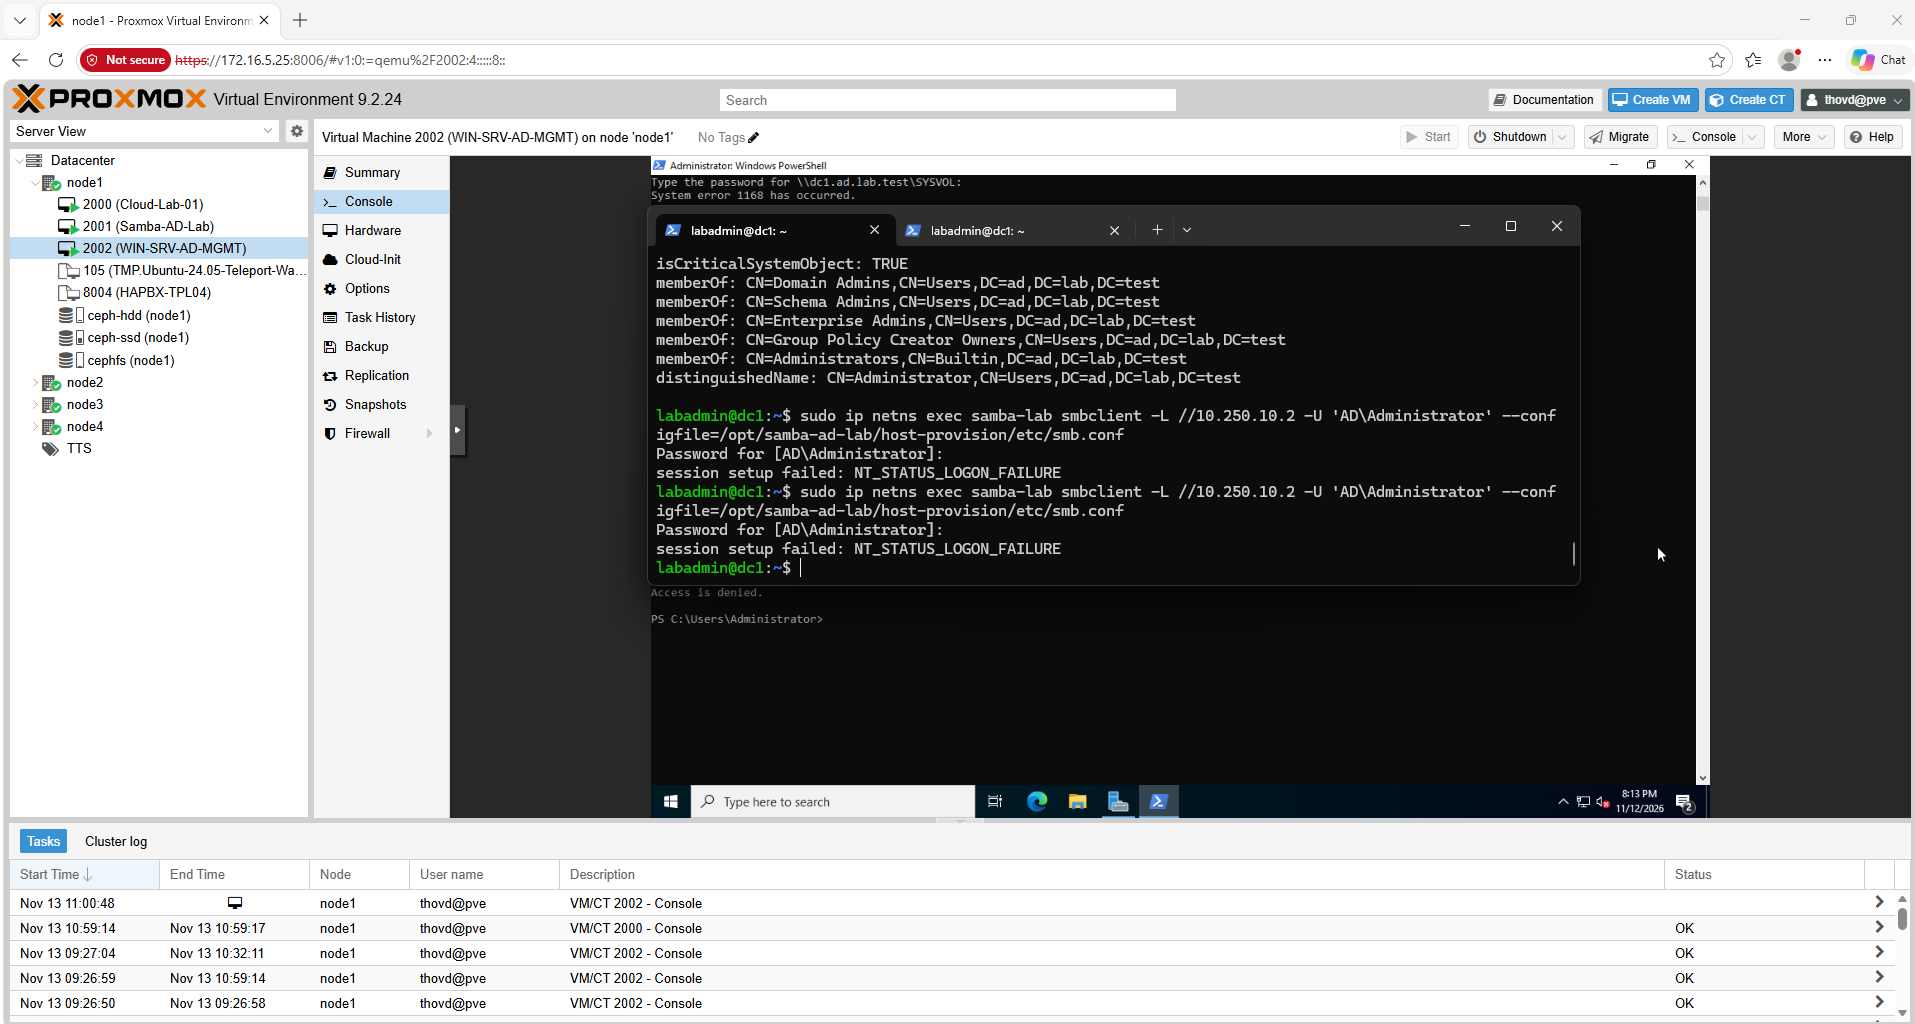 node1 - Proxmox Virtual Environm
Not secure https://172.16.5.25:8006/#v1:0:=qemu%2F2002:4:::::8::
Chat
PROXMOX Virtual Environment 9.2.24
Search
Documentation
Create VM
Create CT
thovd@pve
Server View
Virtual Machine 2002 (WIN-SRV-AD-MGMT) on node 'node1'
No Tags
Start
Shutdown
Migrate
Console
More
Help
Datacenter
node1
2000 (Cloud-Lab-01)
2001 (Samba-AD-Lab)
2002 (WIN-SRV-AD-MGMT)
105 (TMP.Ubuntu-24.05-Teleport-Wa...
8004 (HAPBX-TPL04)
ceph-hdd (node1)
ceph-ssd (node1)
cephfs (node1)
node2
node3
node4
TTS
Summary
Console
Hardware
Cloud-Init
Options
Task History
Backup
Replication
Snapshots
Firewall
Administrator: Windows PowerShell
Type the password for \\dc1.ad.lab.test\SYSVOL:
System error 1168 has occurred.
labadmin@dc1: ~
labadmin@dc1: ~
isCriticalSystemObject: TRUE
memberOf: CN=Domain Admins,CN=Users,DC=ad,DC=lab,DC=test
memberOf: CN=Schema Admins,CN=Users,DC=ad,DC=lab,DC=test
memberOf: CN=Enterprise Admins,CN=Users,DC=ad,DC=lab,DC=test
memberOf: CN=Group Policy Creator Owners,CN=Users,DC=ad,DC=lab,DC=test
memberOf: CN=Administrators,CN=Builtin,DC=ad,DC=lab,DC=test
distinguishedName: CN=Administrator,CN=Users,DC=ad,DC=lab,DC=test
labadmin@dc1:~$ sudo ip netns exec samba-lab smbclient -L //10.250.10.2 -U 'AD\Administrator' --conf
igfile=/opt/samba-ad-lab/host-provision/etc/smb.conf
Password for [AD\Administrator]:
session setup failed: NT_STATUS_LOGON_FAILURE
labadmin@dc1:~$ sudo ip netns exec samba-lab smbclient -L //10.250.10.2 -U 'AD\Administrator' --conf
igfile=/opt/samba-ad-lab/host-provision/etc/smb.conf
Password for [AD\Administrator]:
session setup failed: NT_STATUS_LOGON_FAILURE
labadmin@dc1:~$
Access is denied.
PS C:\Users\Administrator>
Type here to search
8:13 PM
11/12/2026
2
Tasks
Cluster log
Start Time End Time Node User name Description Status
Nov 13 11:00:48 node1 thovd@pve VM/CT 2002 - Console
Nov 13 10:59:14 Nov 13 10:59:17 node1 thovd@pve VM/CT 2000 - Console OK
Nov 13 09:27:04 Nov 13 10:32:11 node1 thovd@pve VM/CT 2002 - Console OK
Nov 13 09:26:59 Nov 13 10:59:14 node1 thovd@pve VM/CT 2002 - Console OK
Nov 13 09:26:50 Nov 13 09:26:58 node1 thovd@pve VM/CT 2002 - Console OK